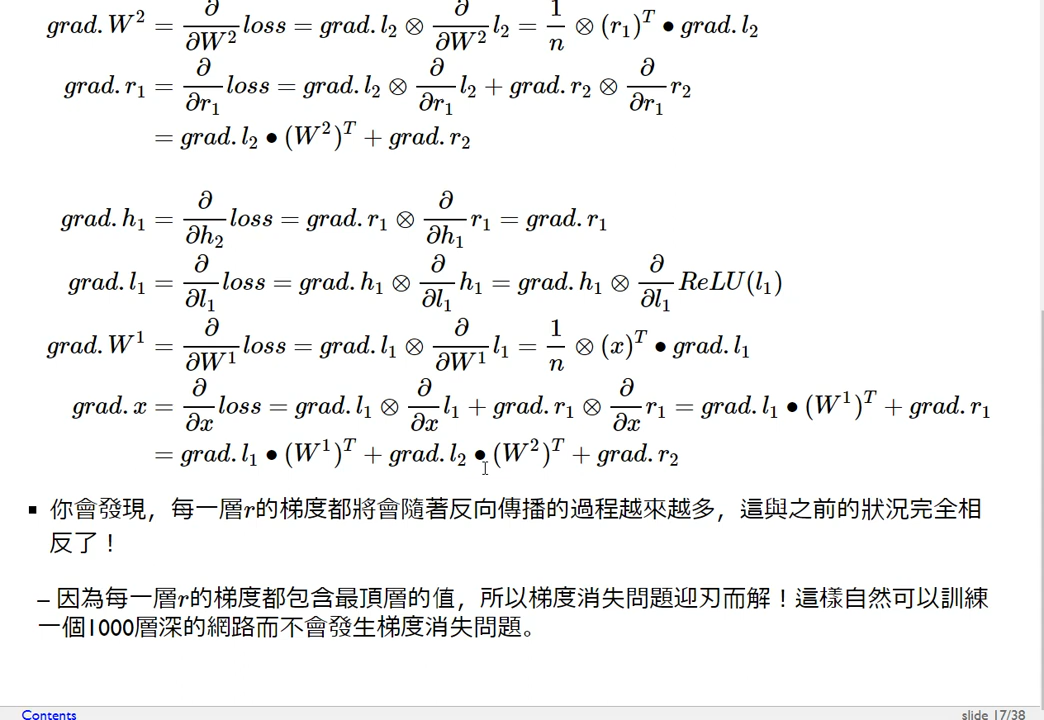 grad.W² = ∂/∂W² loss = grad.l₂ ⊗ ∂/∂W² l₂ = 1/n ⊗ (r₁)ᵀ • grad.l₂
grad.r₁ = ∂/∂r₁ loss = grad.l₂ ⊗ ∂/∂r₁ l₂ + grad.r₂ ⊗ ∂/∂r₁ r₂
= grad.l₂ • (W²)ᵀ + grad.r₂
grad.h₁ = ∂/∂h₂ loss = grad.r₁ ⊗ ∂/∂h₁ r₁ = grad.r₁
grad.l₁ = ∂/∂l₁ loss = grad.h₁ ⊗ ∂/∂l₁ h₁ = grad.h₁ ⊗ ∂/∂l₁ ReLU(l₁)
grad.W¹ = ∂/∂W¹ loss = grad.l₁ ⊗ ∂/∂W¹ l₁ = 1/n ⊗ (x)ᵀ • grad.l₁
grad.x = ∂/∂x loss = grad.l₁ ⊗ ∂/∂x l₁ + grad.r₁ ⊗ ∂/∂x r₁ = grad.l₁ • (W¹)ᵀ + grad.r₁
= grad.l₁ • (W¹)ᵀ + grad.l₂ • (W²)ᵀ + grad.r₂
▪ 你會發現，每一層r的梯度都將會隨著反向傳播的過程越來越多，這與之前的狀況完全相
反了！
– 因為每一層r的梯度都包含最頂層的值，所以梯度消失問題迎刃而解！這樣自然可以訓練
一個1000層深的網路而不會發生梯度消失問題。
Contents
slide 17/38